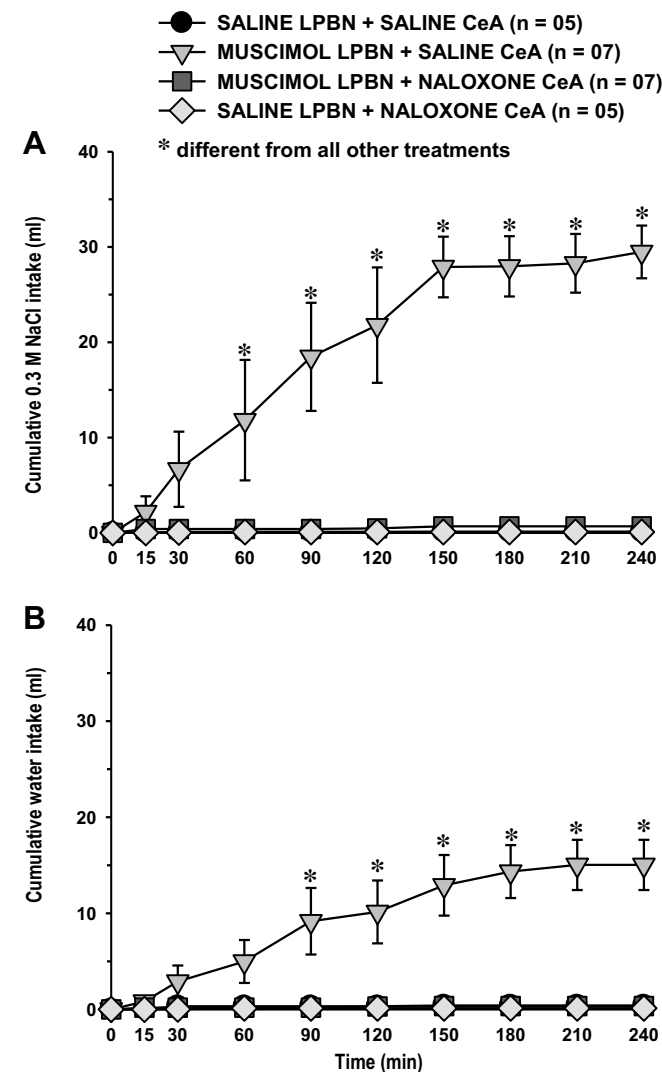 SALINE LPBN + SALINE CeA (n = 05)
MUSCIMOL LPBN + SALINE CeA (n = 07)
MUSCIMOL LPBN + NALOXONE CeA (n = 07)
SALINE LPBN + NALOXONE CeA (n = 05)
A
* different from all other treatments
Cumulative 0.3 M NaCl intake (ml)
40
30
20
10
0
* * * * * * * *
0 15 30 60 90 120 150 180 210 240
B
Cumulative water intake (ml)
40
30
20
10
0
* * * * * *
0 15 30 60 90 120 150 180 210 240
Time (min)